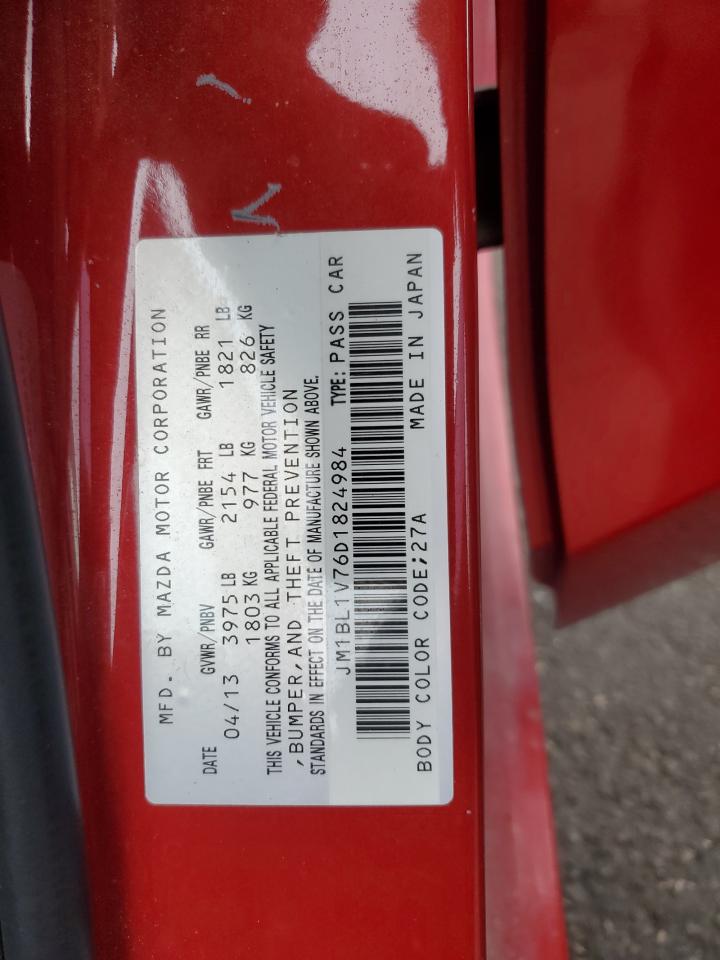 MFD. BY MAZDA MOTOR CORPORATION
DATE GVWR/PNBV GAWR/PNBE FRT GAWR/PNBE RR
04/13 3975 LB 2154 LB 1821 LB
1803 KG 977 KG 826 KG
THIS VEHICLE CONFORMS TO ALL APPLICABLE FEDERAL MOTOR VEHICLE SAFETY
,BUMPER,AND THEFT PREVENTION
STANDARDS IN EFFECT ON THE DATE OF MANUFACTURE SHOWN ABOVE.
JM1BL1V76D1824984 TYPE: PASS CAR
BODY COLOR CODE;27A MADE IN JAPAN